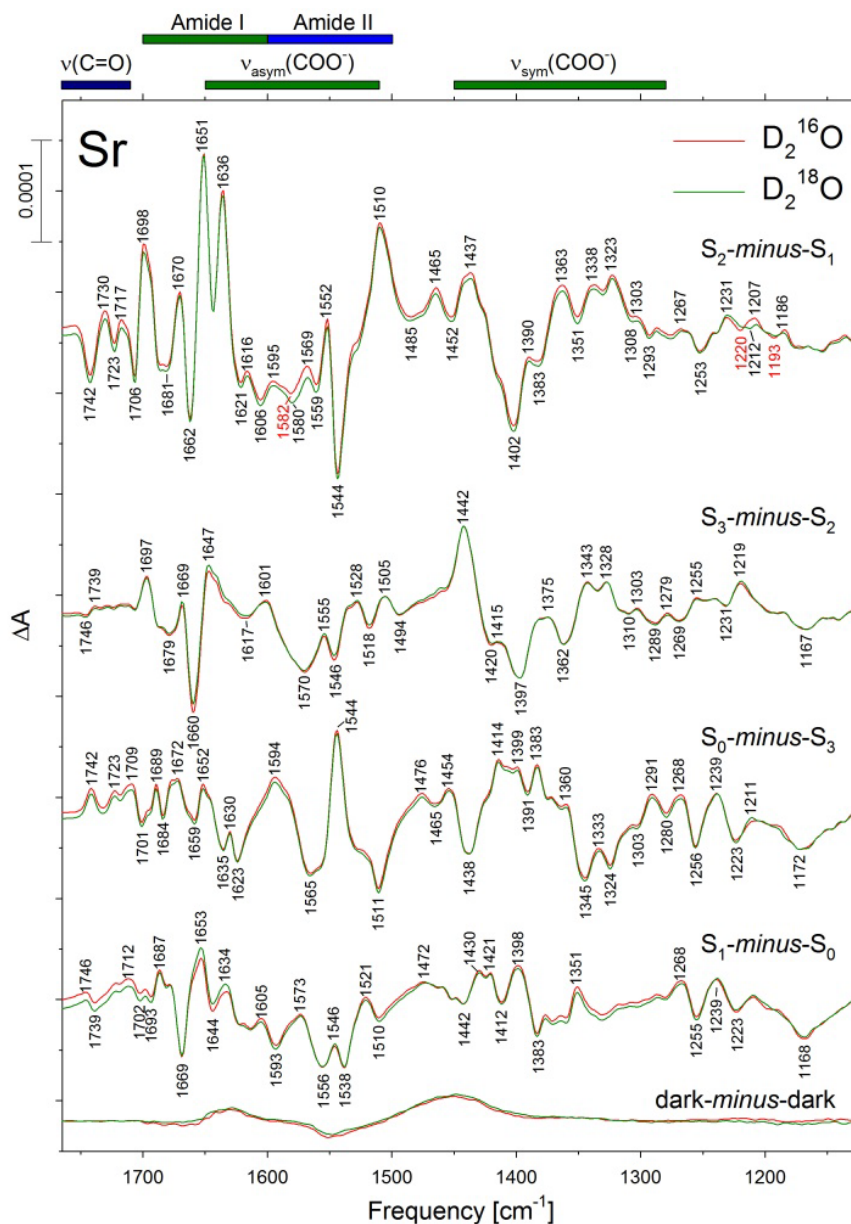 Amide I Amide II
ν(C=O) νasym(COO⁻) νsym(COO⁻)
Sr
0.0001
D₂¹⁶O
D₂¹⁸O
S₂-minus-S₁
1742 1730 1723 1717 1706 1698 1681 1670 1662 1651 1636 1621 1616 1606 1595 1582 1580 1569 1559 1552 1544 1510 1485 1465 1452 1437 1402 1390 1383 1363 1351 1338 1323 1308 1303 1293 1267 1253 1231 1220 1212 1207 1193 1186
S₃-minus-S₂
1746 1739 1697 1679 1669 1660 1647 1617 1601 1570 1555 1546 1528 1518 1505 1494 1442 1420 1415 1397 1375 1362 1343 1328 1310 1303 1289 1279 1269 1255 1231 1219 1167
S₀-minus-S₃
1742 1723 1709 1701 1689 1684 1672 1659 1652 1635 1630 1623 1594 1565 1544 1511 1476 1465 1454 1438 1414 1399 1391 1383 1360 1345 1333 1324 1303 1291 1280 1268 1256 1239 1223 1211 1172
S₁-minus-S₀
1746 1739 1712 1702 1693 1687 1669 1653 1644 1634 1605 1593 1573 1556 1546 1538 1521 1510 1472 1442 1430 1421 1412 1398 1383 1351 1268 1255 1239 1223 1168
dark-minus-dark
ΔA
1700 1600 1500 1400 1300 1200
Frequency [cm⁻¹]